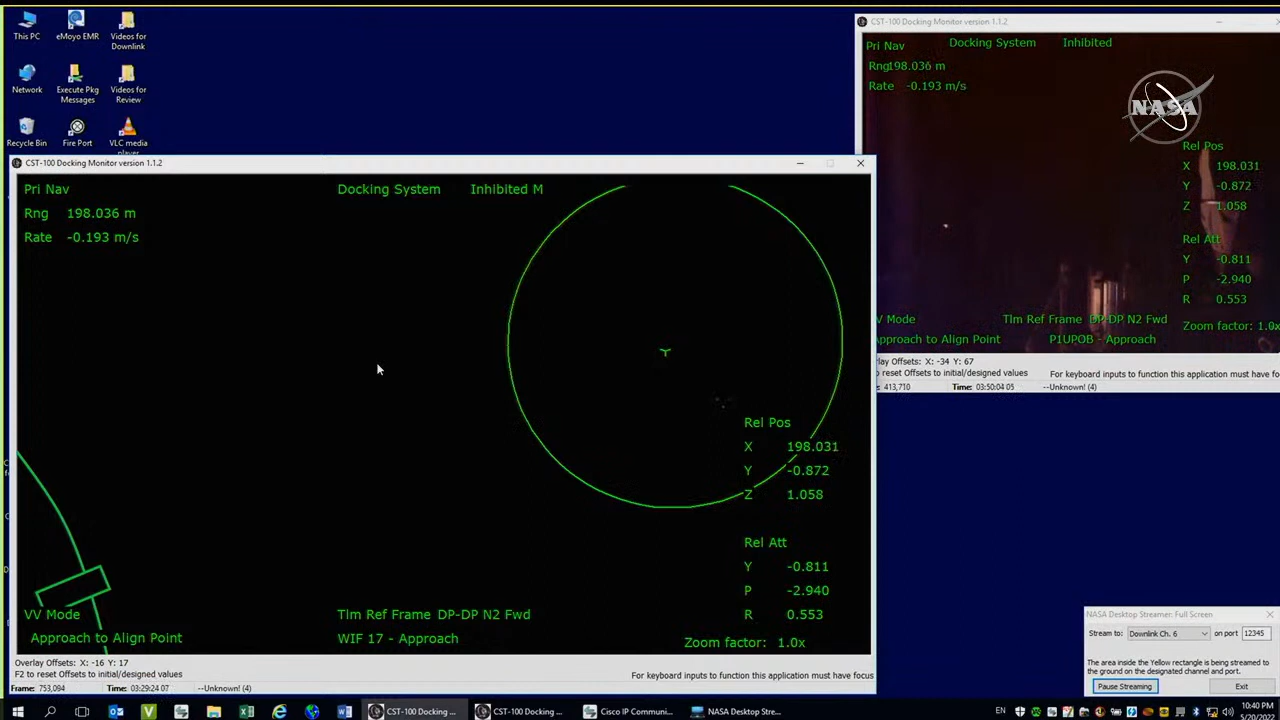 This PC
eMoyo EMR
Videos for
Downlink
Network
Execute Pkg
Messages
Videos for
Review
Recycle Bin
Fire Port
VLC media
player
CST-100 Docking Monitor version 1.1.2
Pri Nav
Docking System
Inhibited
Rng198.036 m
Rate -0.193 m/s
NASA
Rel Pos
X 198.031
Y -0.872
Z 1.058
Rel Att
Y -0.811
P -2.940
R 0.553
V Mode
Tlm Ref Frame DP-DP N2 Fwd
Zoom factor: 1.0x
Approach to Align Point
P1UPOB - Approach
lay Offsets: X: -34 Y: 67
to reset Offsets to initial/designed values
For keyboard inputs to function this application must have fo
413,710
Time: 03:50:04 05
--Unknown! (4)
CST-100 Docking Monitor version 1.1.2
Pri Nav
Docking System
Inhibited M
Rng 198.036 m
Rate -0.193 m/s
Rel Pos
X 198.031
Y -0.872
Z 1.058
Rel Att
Y -0.811
P -2.940
R 0.553
VV Mode
Tlm Ref Frame DP-DP N2 Fwd
Approach to Align Point
WIF 17 - Approach
Zoom factor: 1.0x
Overlay Offsets: X: -16 Y: 17
F2 to reset Offsets to initial/designed values
For keyboard inputs to function this application must have focus
Frame: 753,094
Time: 03:29:24 07
--Unknown! (4)
NASA Desktop Streamer: Full Screen
Stream to: Downlink Ch. 6 on port 12345
The area inside the Yellow rectangle is being streamed to
the ground on the designated channel and port.
Pause Streaming
Exit
CST-100 Docking ...
CST-100 Docking ...
Cisco IP Communi...
NASA Desktop Stre...
EN
10:40 PM
5/20/2022